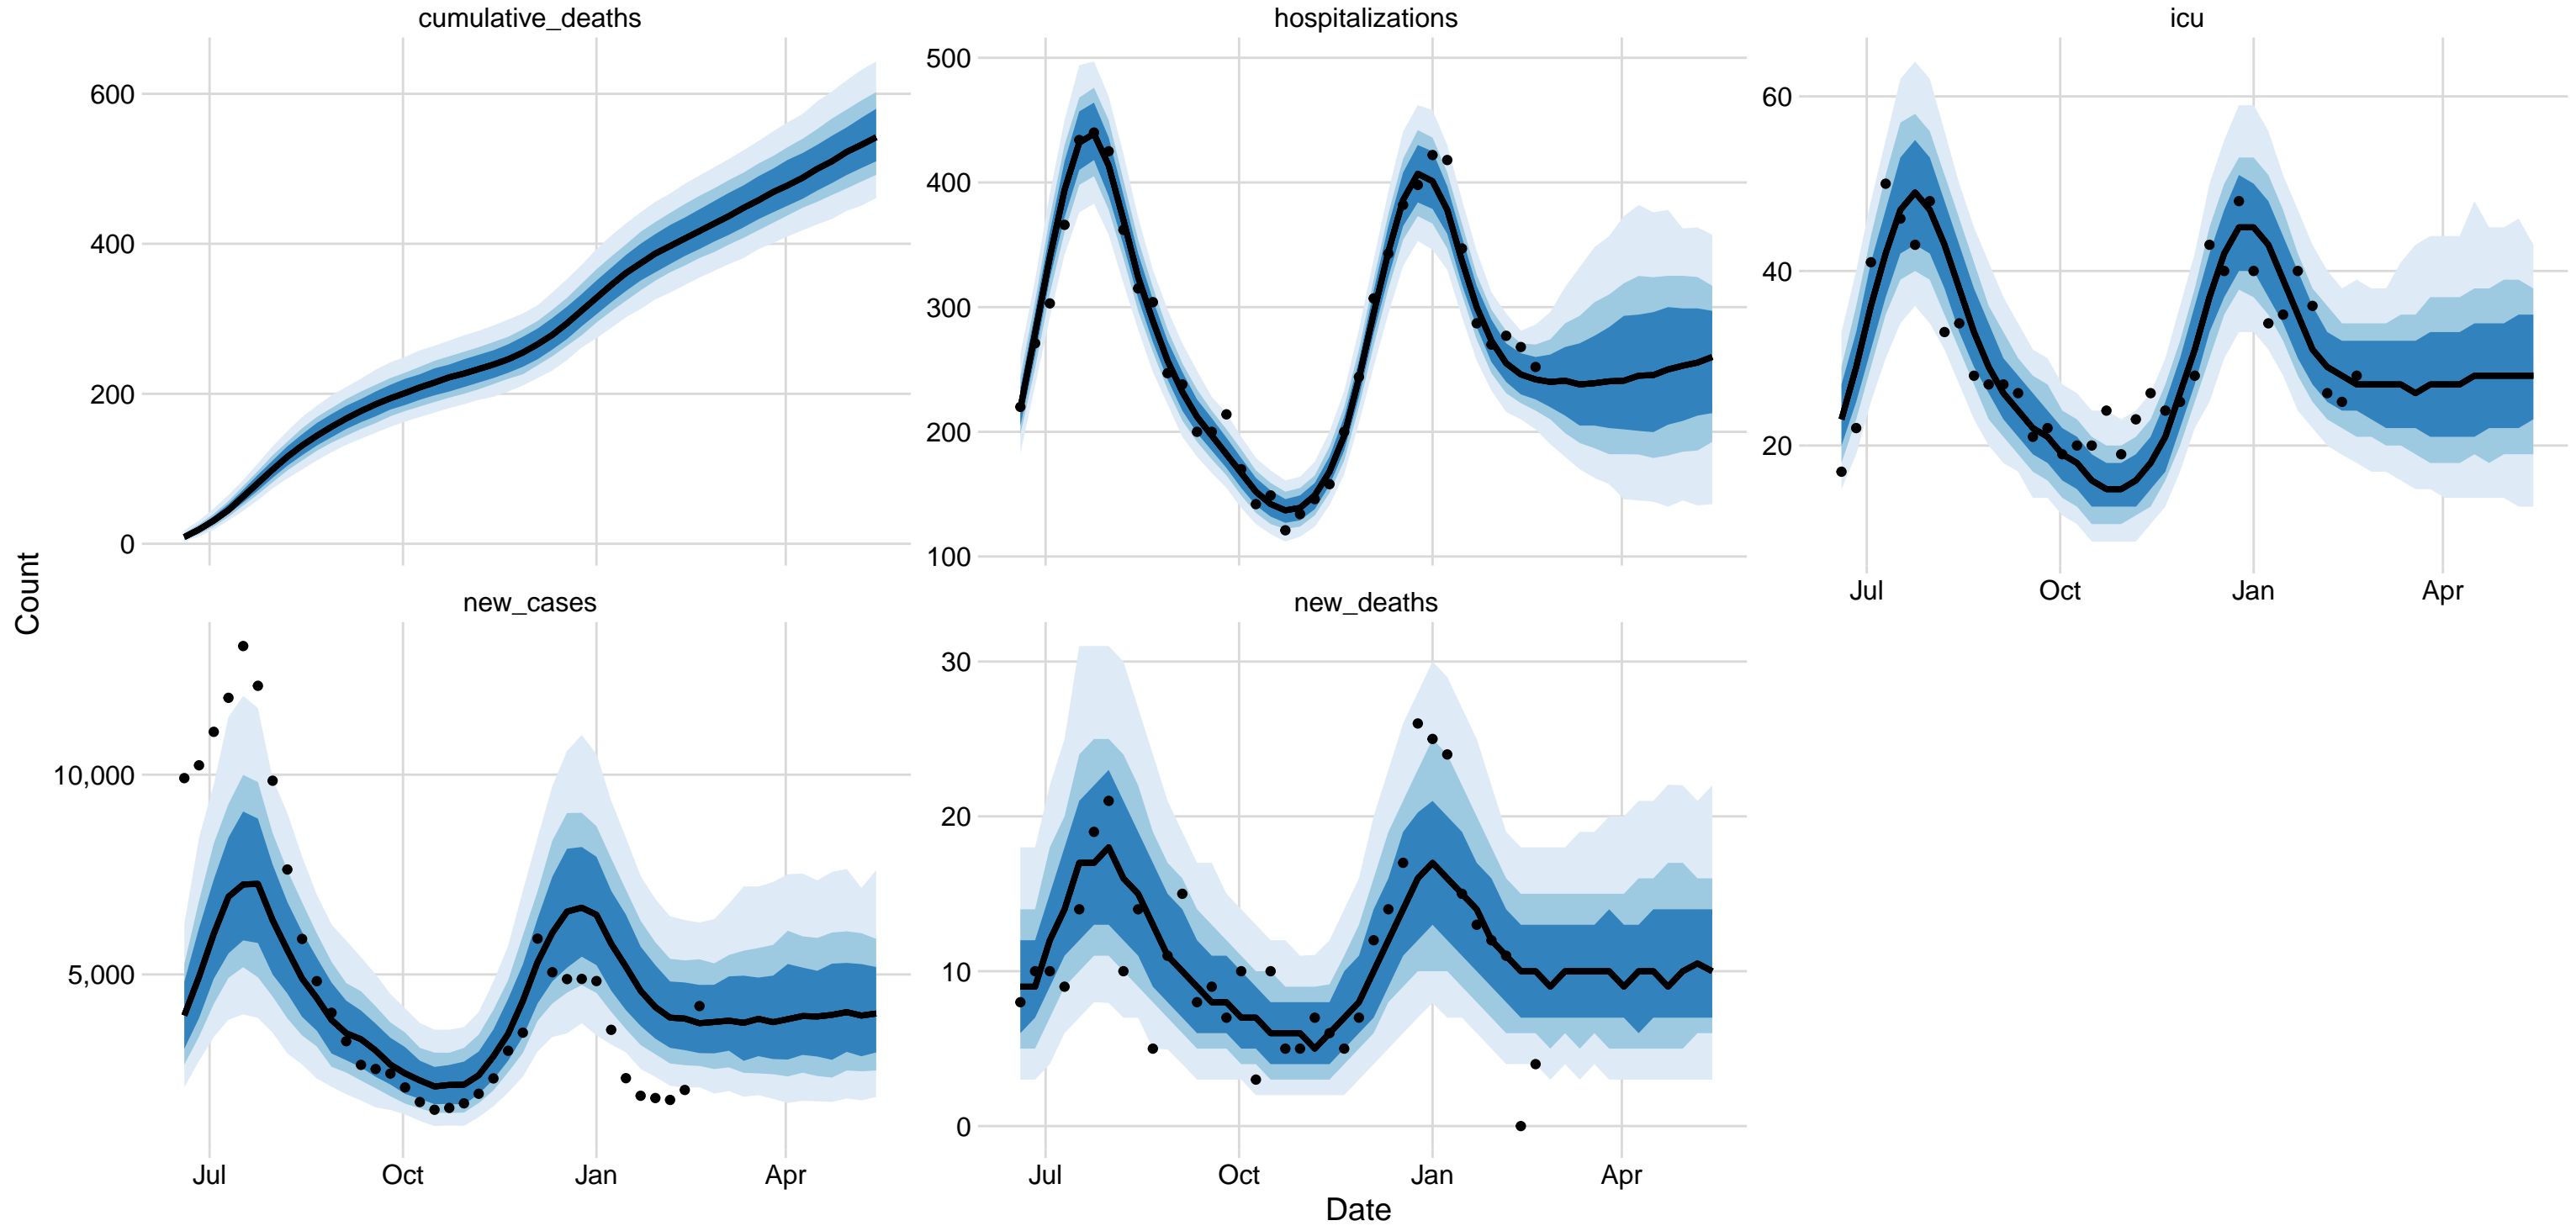 cumulative_deaths
hospitalizations
icu
600
400
200
0
500
400
300
200
100
60
40
20
Jul Oct Jan Apr
Count
new_cases
new_deaths
10,000
5,000
30
20
10
0
Jul Oct Jan Apr
Jul Oct Jan Apr
Date